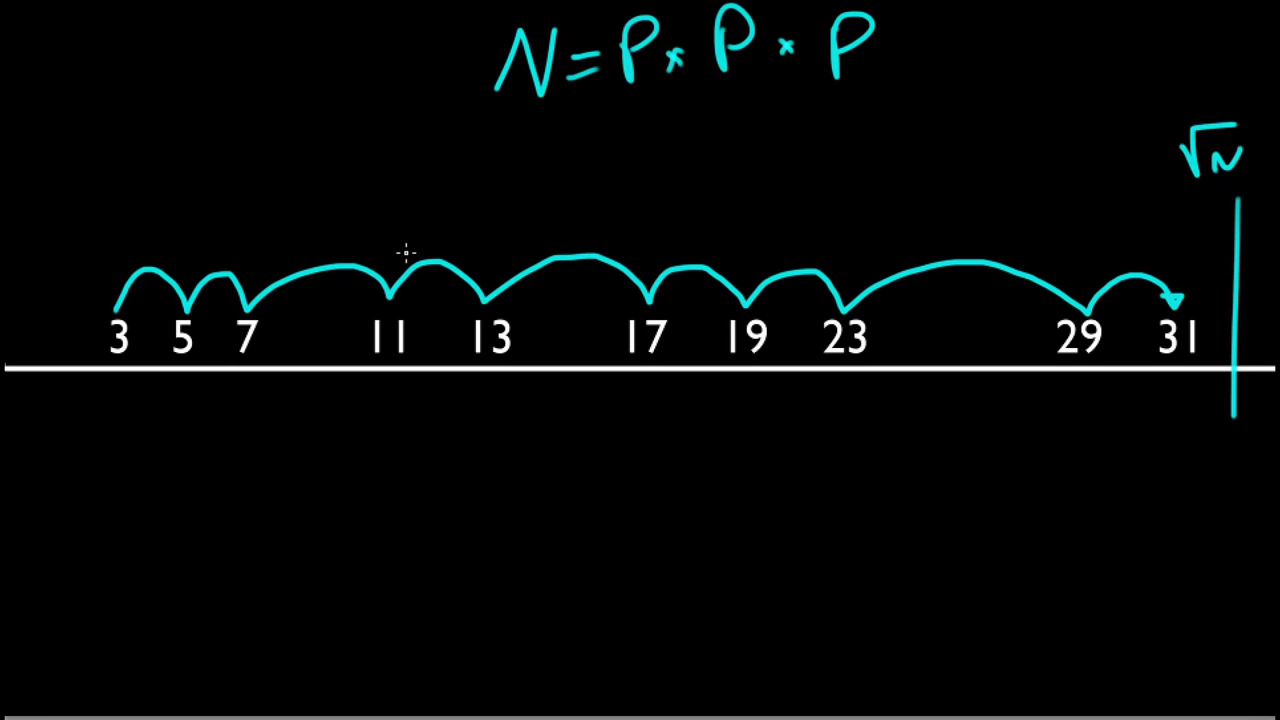 N = P × P × P
√N
3 5 7 11 13 17 19 23 29 31